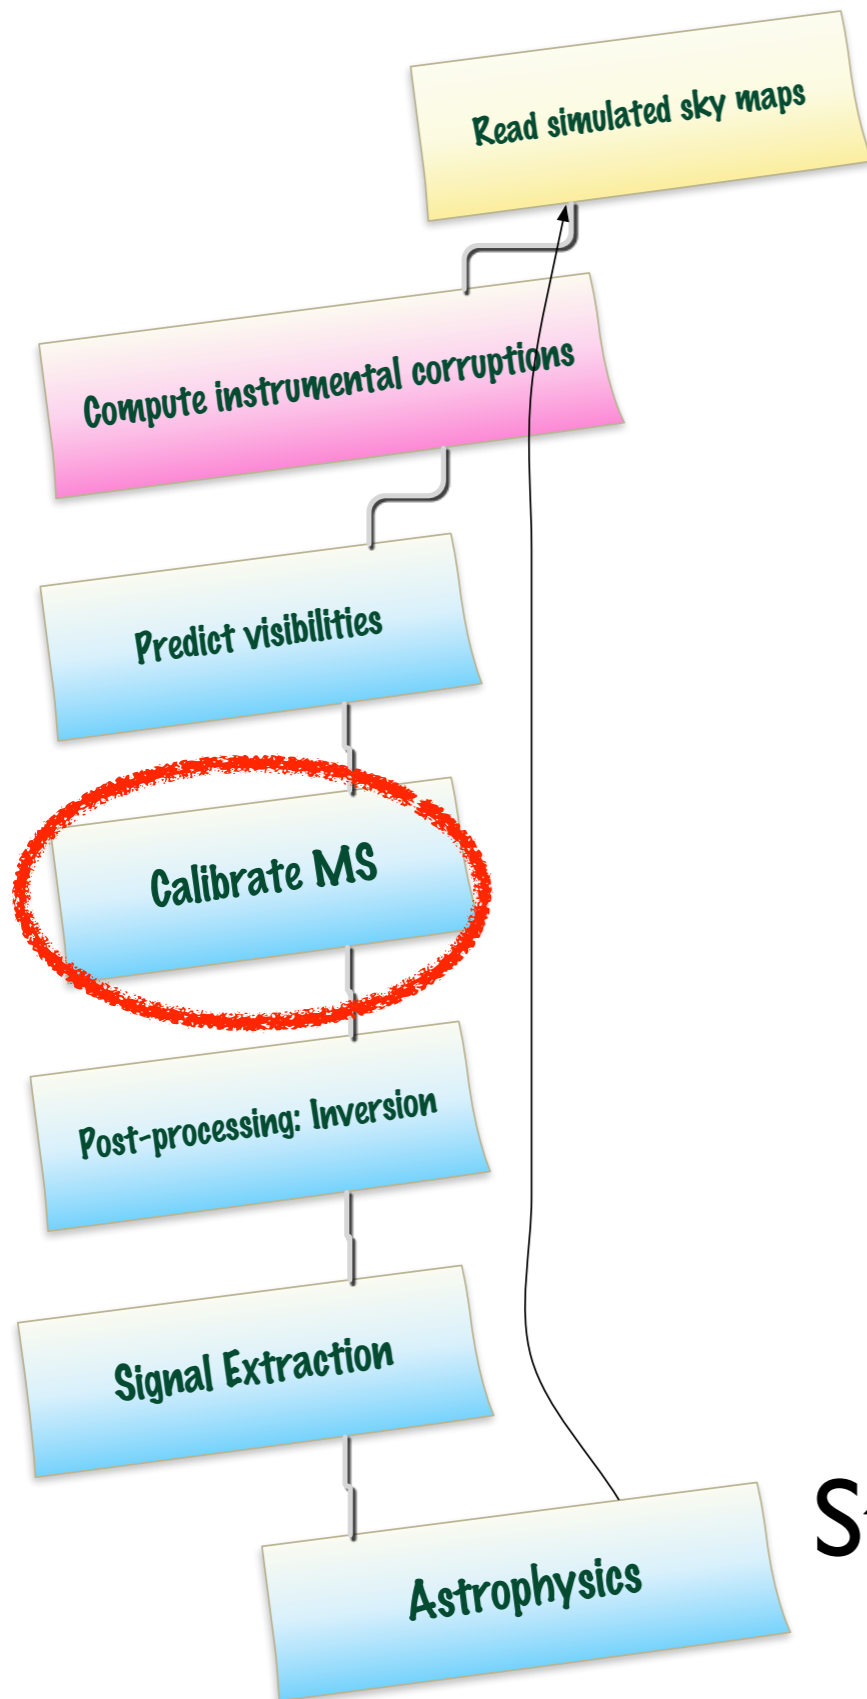 Read simulated sky maps
Compute instrumental corruptions
Predict visibilities
Calibrate MS
Post-processing: Inversion
Signal Extraction
Astrophysics